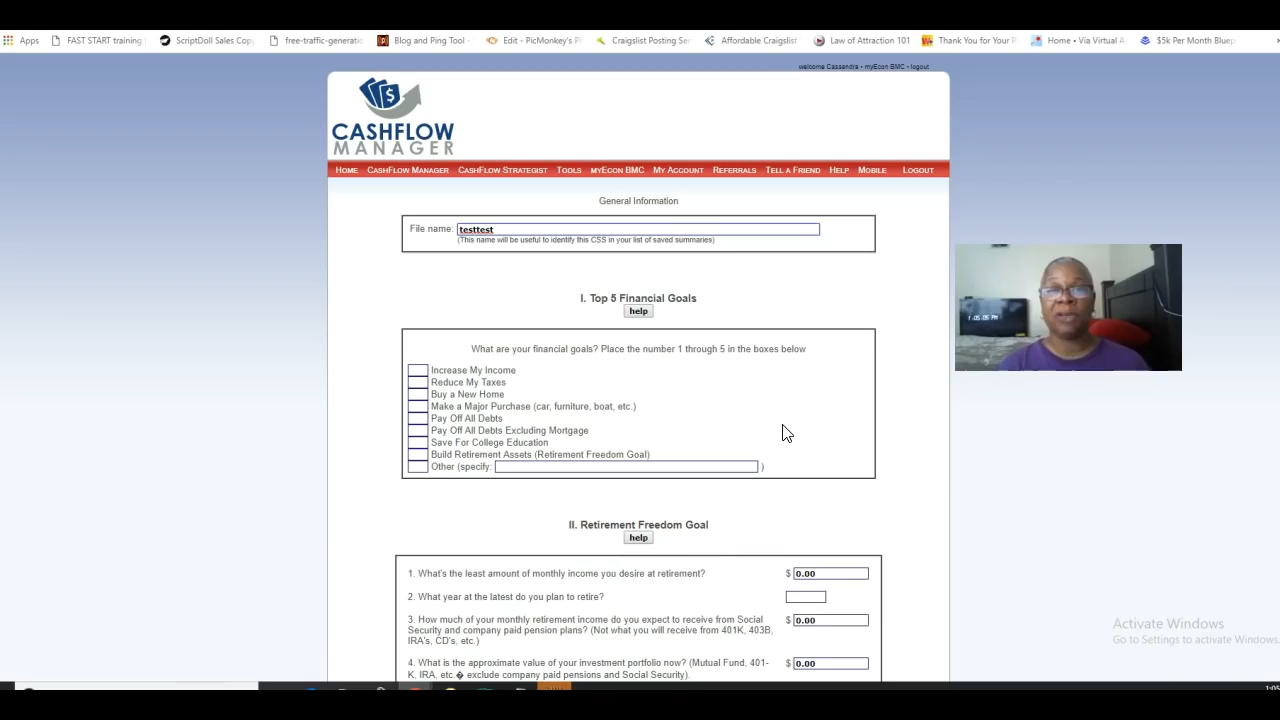 Apps FAST START training ScriptDoll Sales Copy free-traffic-generatio Blog and Ping Tool - Edit - PicMonkey's Craigslist Posting Ser Affordable Craigslist Law of Attraction 101 Thank You for Your P Home • Via Virtual A $5k Per Month Bluep
welcome Cassandra • myEcon BMC • logout
CASHFLOW
MANAGER
HOME CASHFLOW MANAGER CASHFLOW STRATEGIST TOOLS MYECON BMC MY ACCOUNT REFERRALS TELL A FRIEND HELP MOBILE LOGOUT
General Information
File name: testtest
(This name will be useful to identify this CSS in your list of saved summaries)
I. Top 5 Financial Goals
help
What are your financial goals? Place the number 1 through 5 in the boxes below
Increase My Income
Reduce My Taxes
Buy a New Home
Make a Major Purchase (car, furniture, boat, etc.)
Pay Off All Debts
Pay Off All Debts Excluding Mortgage
Save For College Education
Build Retirement Assets (Retirement Freedom Goal)
Other (specify: )
1:05:05 PM
II. Retirement Freedom Goal
help
1. What's the least amount of monthly income you desire at retirement? $ 0.00
2. What year at the latest do you plan to retire?
3. How much of your monthly retirement income do you expect to receive from Social $ 0.00
Security and company paid pension plans? (Not what you will receive from 401K, 403B,
IRA's, CD's, etc.)
4. What is the approximate value of your investment portfolio now? (Mutual Fund, 401- $ 0.00
K, IRA, etc.� exclude company paid pensions and Social Security).
Activate Windows
Go to Settings to activate Windows.
1:05